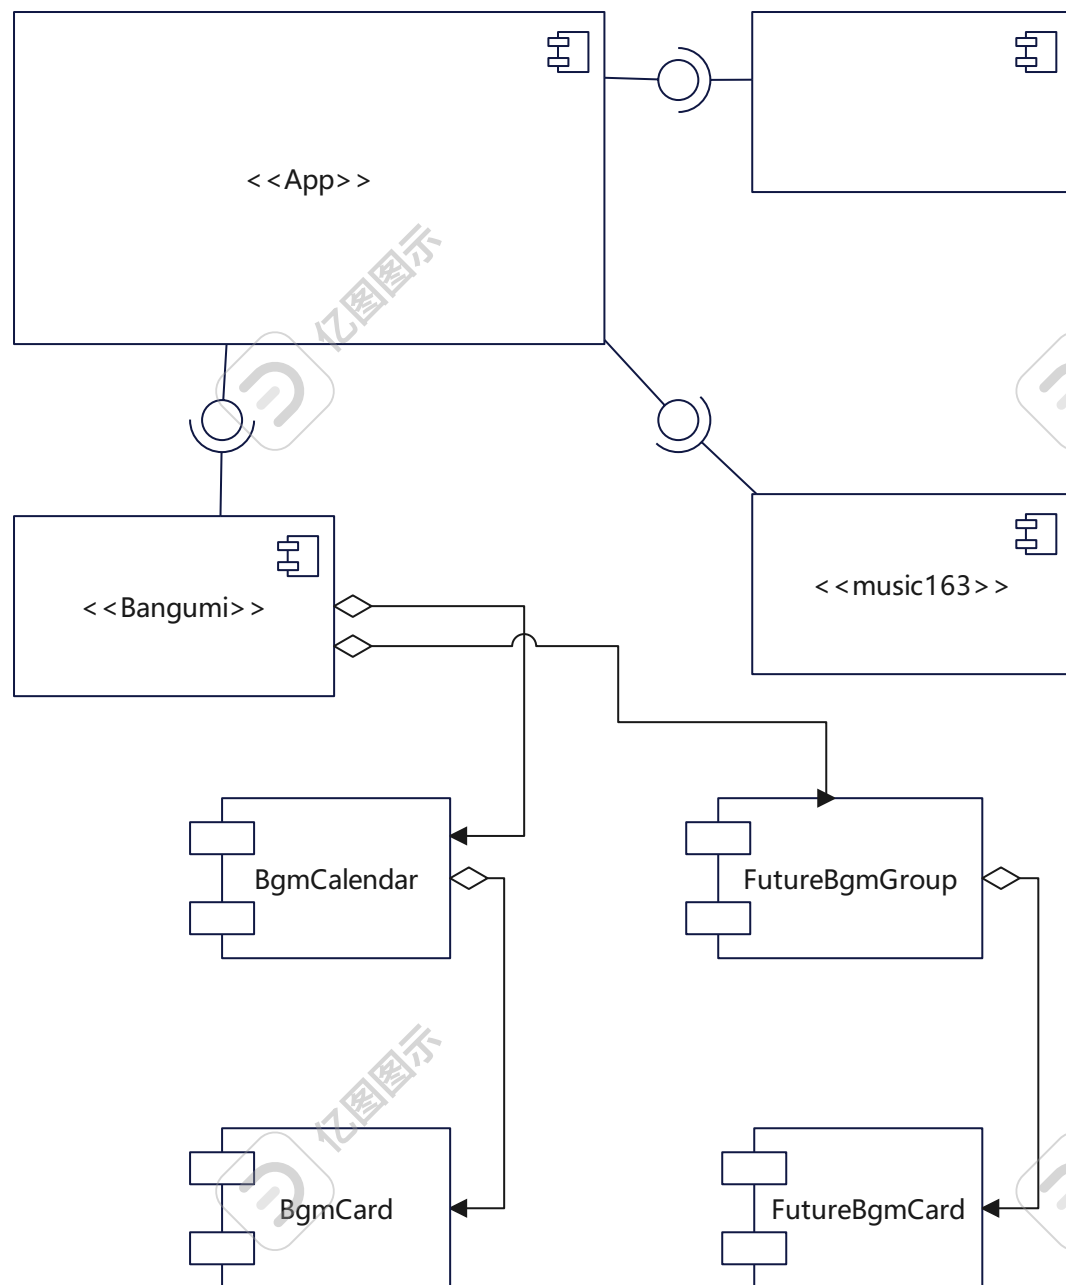 <<App>>
亿图图示
<<Bangumi>>
<<music163>>
BgmCalendar
FutureBgmGroup
亿图图示
BgmCard
FutureBgmCard